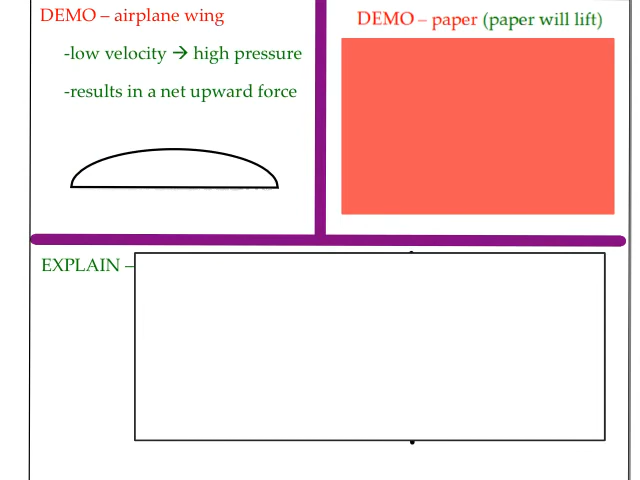 DEMO – airplane wing
-low velocity → high pressure
-results in a net upward force
DEMO – paper (paper will lift)
EXPLAIN –